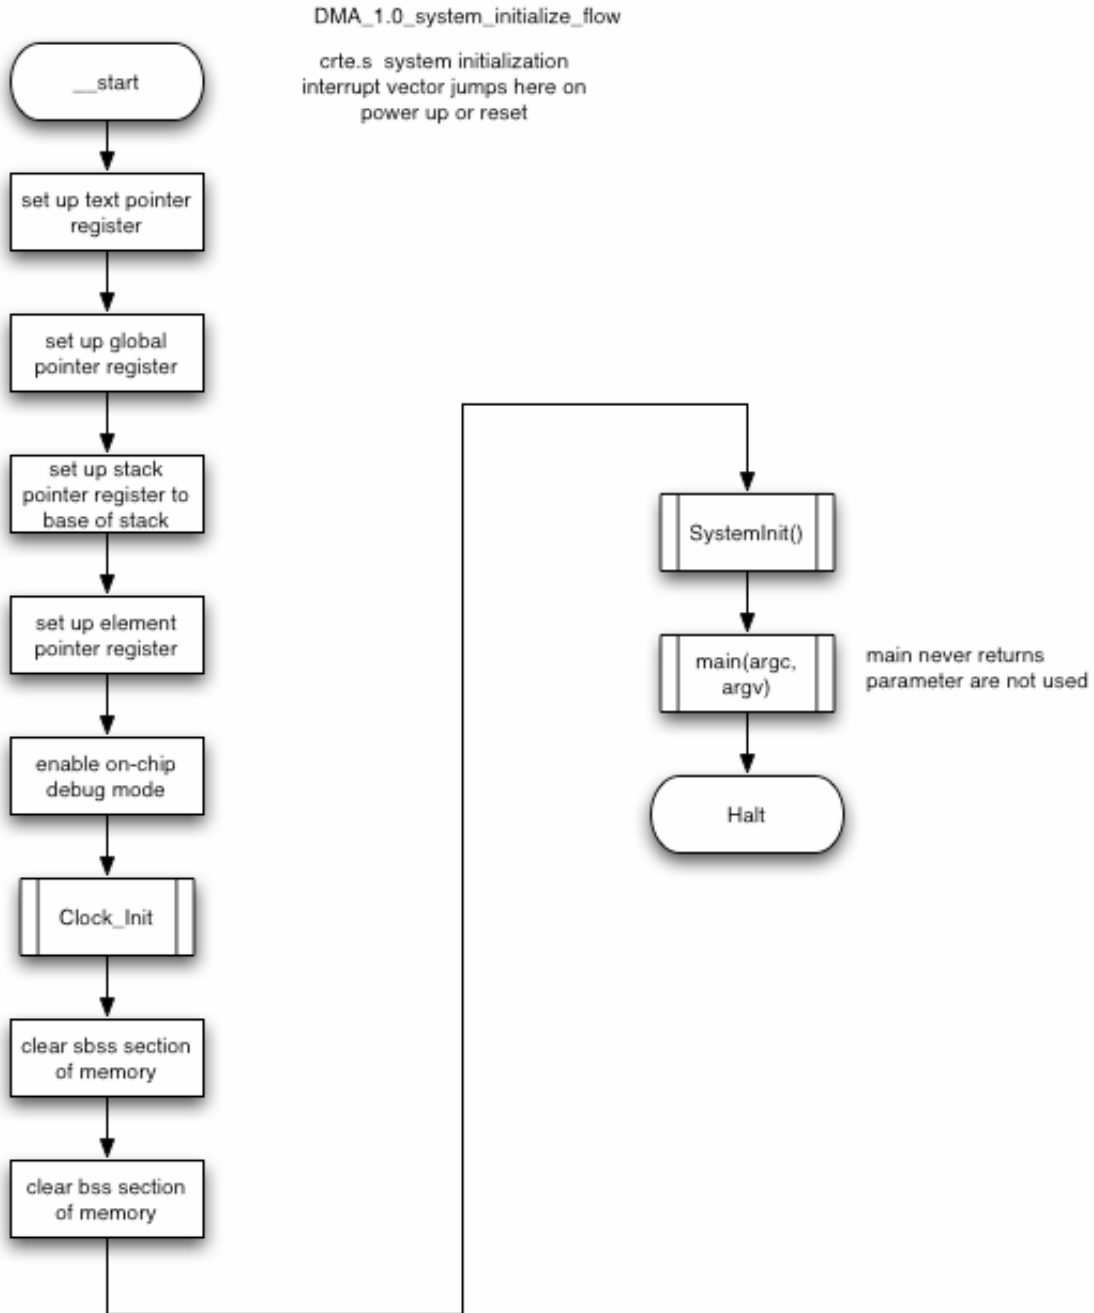 DMA_1.0_system_initialize_flow
crte.s system initialization
interrupt vector jumps here on
power up or reset
__start
set up text pointer
register
set up global
pointer register
set up stack
pointer register to
base of stack
set up element
pointer register
enable on-chip
debug mode
Clock_Init
clear sbss section
of memory
clear bss section
of memory
SystemInit()
main(argc,
argv)
main never returns
parameter are not used
Halt